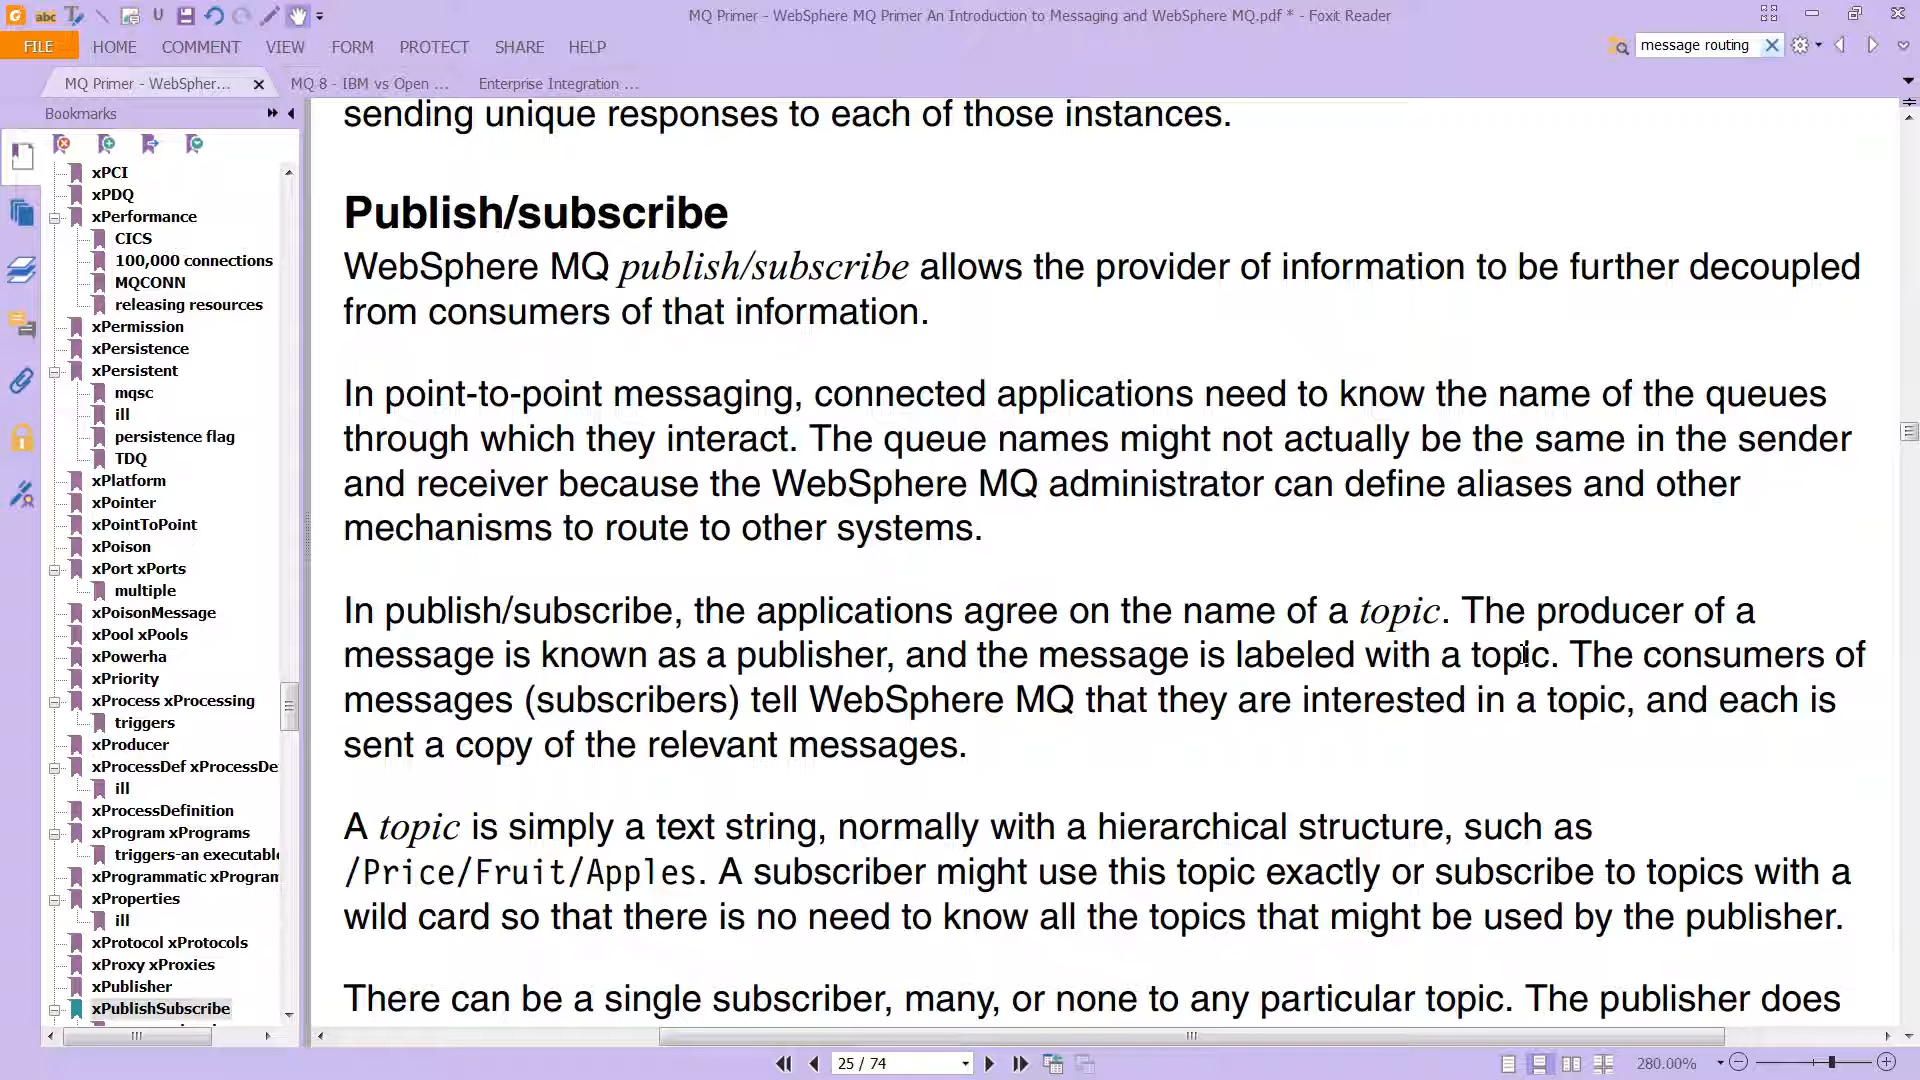 MQ Primer - WebSphere MQ Primer An Introduction to Messaging and WebSphere MQ.pdf * - Foxit Reader
FILE HOME COMMENT VIEW FORM PROTECT SHARE HELP
message routing
MQ Primer - WebSpher... MQ 8 - IBM vs Open ... Enterprise Integration ...
Bookmarks
xPCI
xPDQ
xPerformance
CICS
100,000 connections
MQCONN
releasing resources
xPermission
xPersistence
xPersistent
mqsc
ill
persistence flag
TDQ
xPlatform
xPointer
xPointToPoint
xPoison
xPort xPorts
multiple
xPoisonMessage
xPool xPools
xPowerha
xPriority
xProcess xProcessing
triggers
xProducer
xProcessDef xProcessDe
ill
xProcessDefinition
xProgram xPrograms
triggers-an executabl
xProgrammatic xProgram
xProperties
ill
xProtocol xProtocols
xProxy xProxies
xPublisher
xPublishSubscribe
sending unique responses to each of those instances.
Publish/subscribe
WebSphere MQ publish/subscribe allows the provider of information to be further decoupled
from consumers of that information.
In point-to-point messaging, connected applications need to know the name of the queues
through which they interact. The queue names might not actually be the same in the sender
and receiver because the WebSphere MQ administrator can define aliases and other
mechanisms to route to other systems.
In publish/subscribe, the applications agree on the name of a topic. The producer of a
message is known as a publisher, and the message is labeled with a topic. The consumers of
messages (subscribers) tell WebSphere MQ that they are interested in a topic, and each is
sent a copy of the relevant messages.
A topic is simply a text string, normally with a hierarchical structure, such as
/Price/Fruit/Apples. A subscriber might use this topic exactly or subscribe to topics with a
wild card so that there is no need to know all the topics that might be used by the publisher.
There can be a single subscriber, many, or none to any particular topic. The publisher does
25 / 74
280.00%